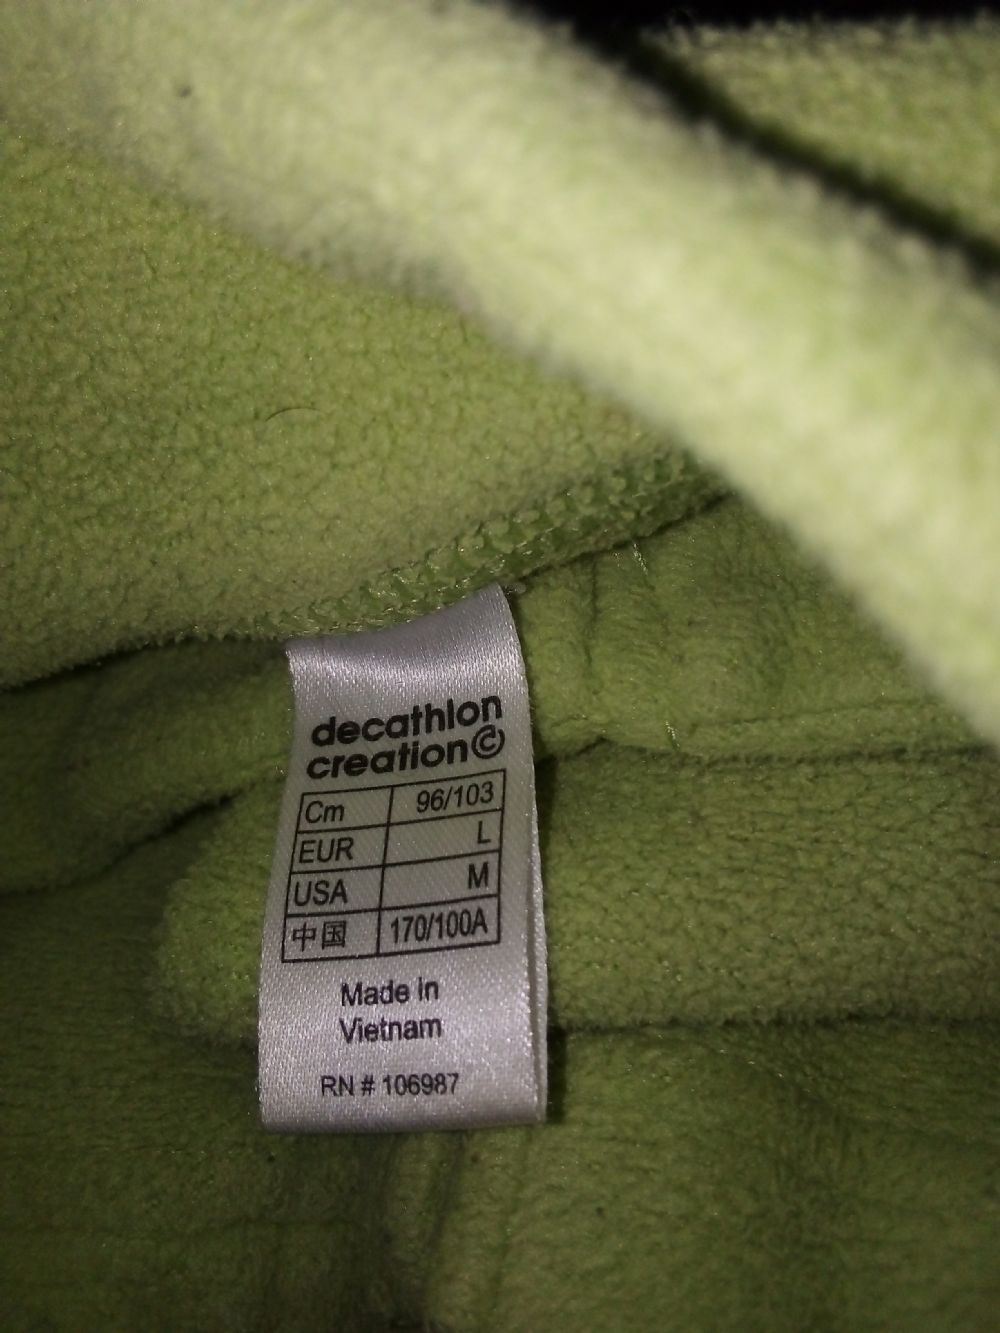 decathlon
creation©
Cm 96/103
EUR L
USA M
中国 170/100A
Made in
Vietnam
RN # 106987